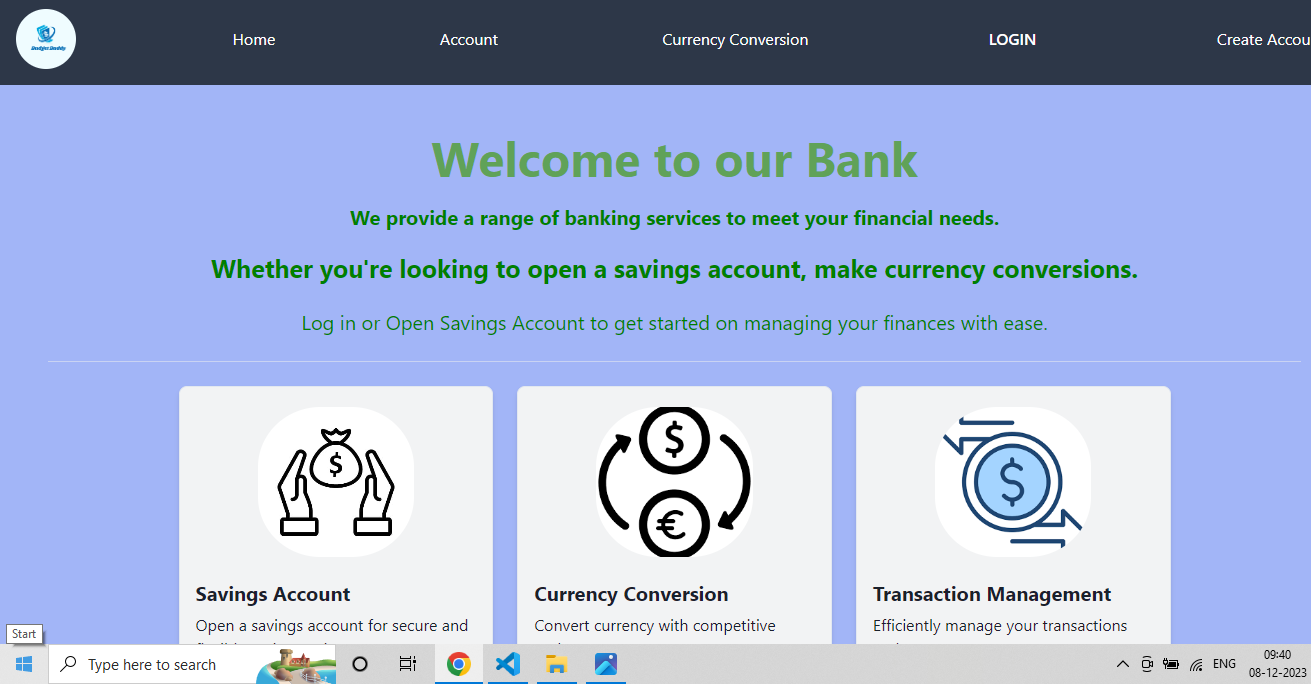 Home Account Currency Conversion LOGIN Create Accou
Welcome to our Bank
We provide a range of banking services to meet your financial needs.
Whether you're looking to open a savings account, make currency conversions.
Log in or Open Savings Account to get started on managing your finances with ease.
$
$
€
$
Savings Account
Currency Conversion
Transaction Management
Open a savings account for secure and
Convert currency with competitive
Efficiently manage your transactions
Start
Type here to search
ENG
09:40
08-12-2023